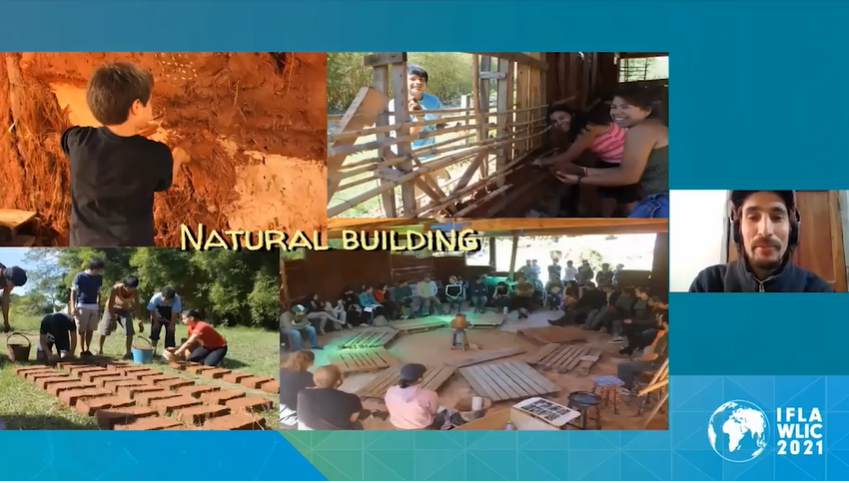 NATURAL BUILDING
IFLA
WLIC
2021